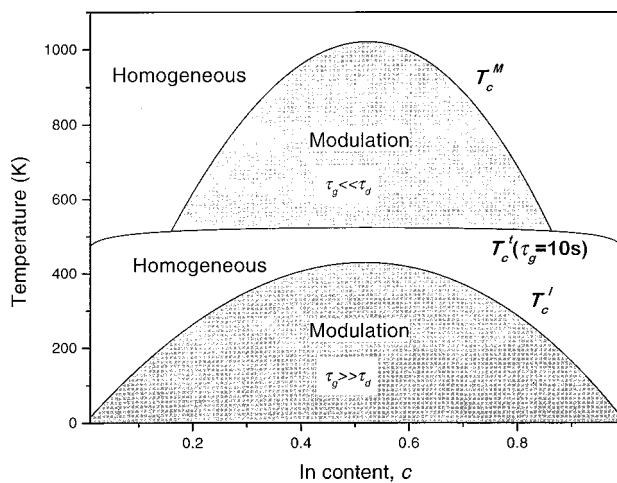 1000
800
600
400
200
0
Temperature (K)
Homogeneous
T_c^M
Modulation
τ_g<<τ_d
T_c^t(τ_g=10s)
Homogeneous
T_c^I
Modulation
τ_g>>τ_d
0.2
0.4
0.6
0.8
In content, c